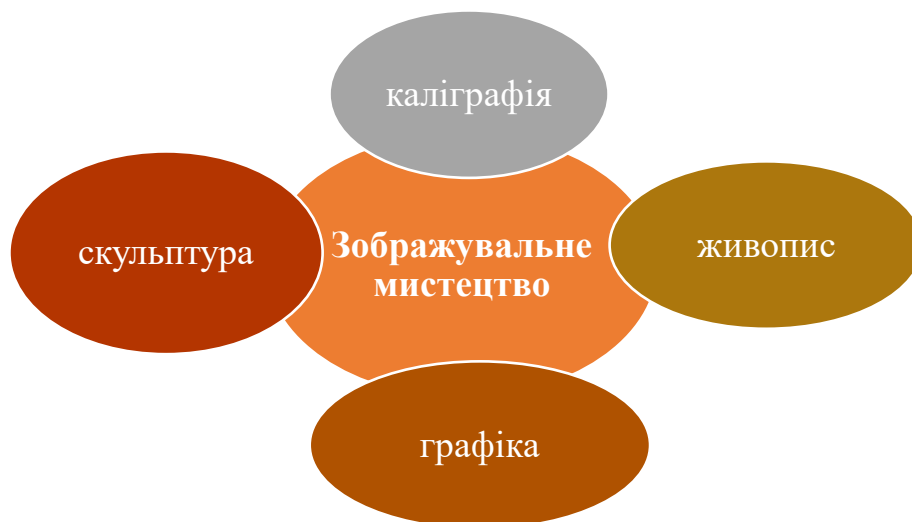 каліграфія
скульптура
Зображувальне
мистецтво
живопис
графіка